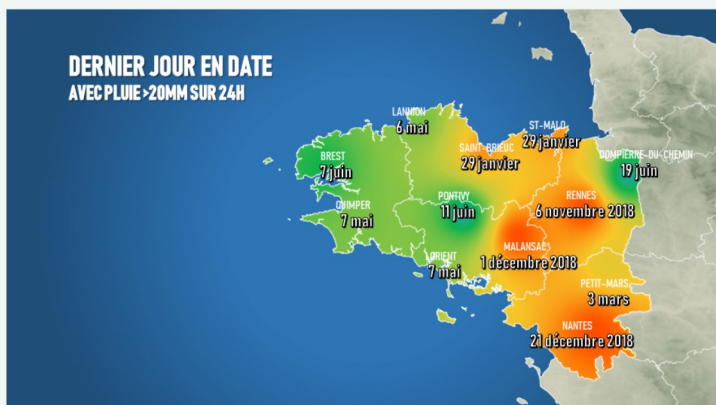 DERNIER JOUR EN DATE
AVEC PLUIE >20MM SUR 24H
LANNION
6 mai
ST-MALO
29 janvier
SAINT-BRIEUC
29 janvier
BREST
7 juin
DOMPIERRE-DU-CHEMIN
19 juin
QUIMPER
7 mai
PONTIVY
11 juin
RENNES
6 novembre 2018
MALANSAC
1 décembre 2018
LORIENT
7 mai
PETIT-MARS
3 mars
NANTES
21 décembre 2018